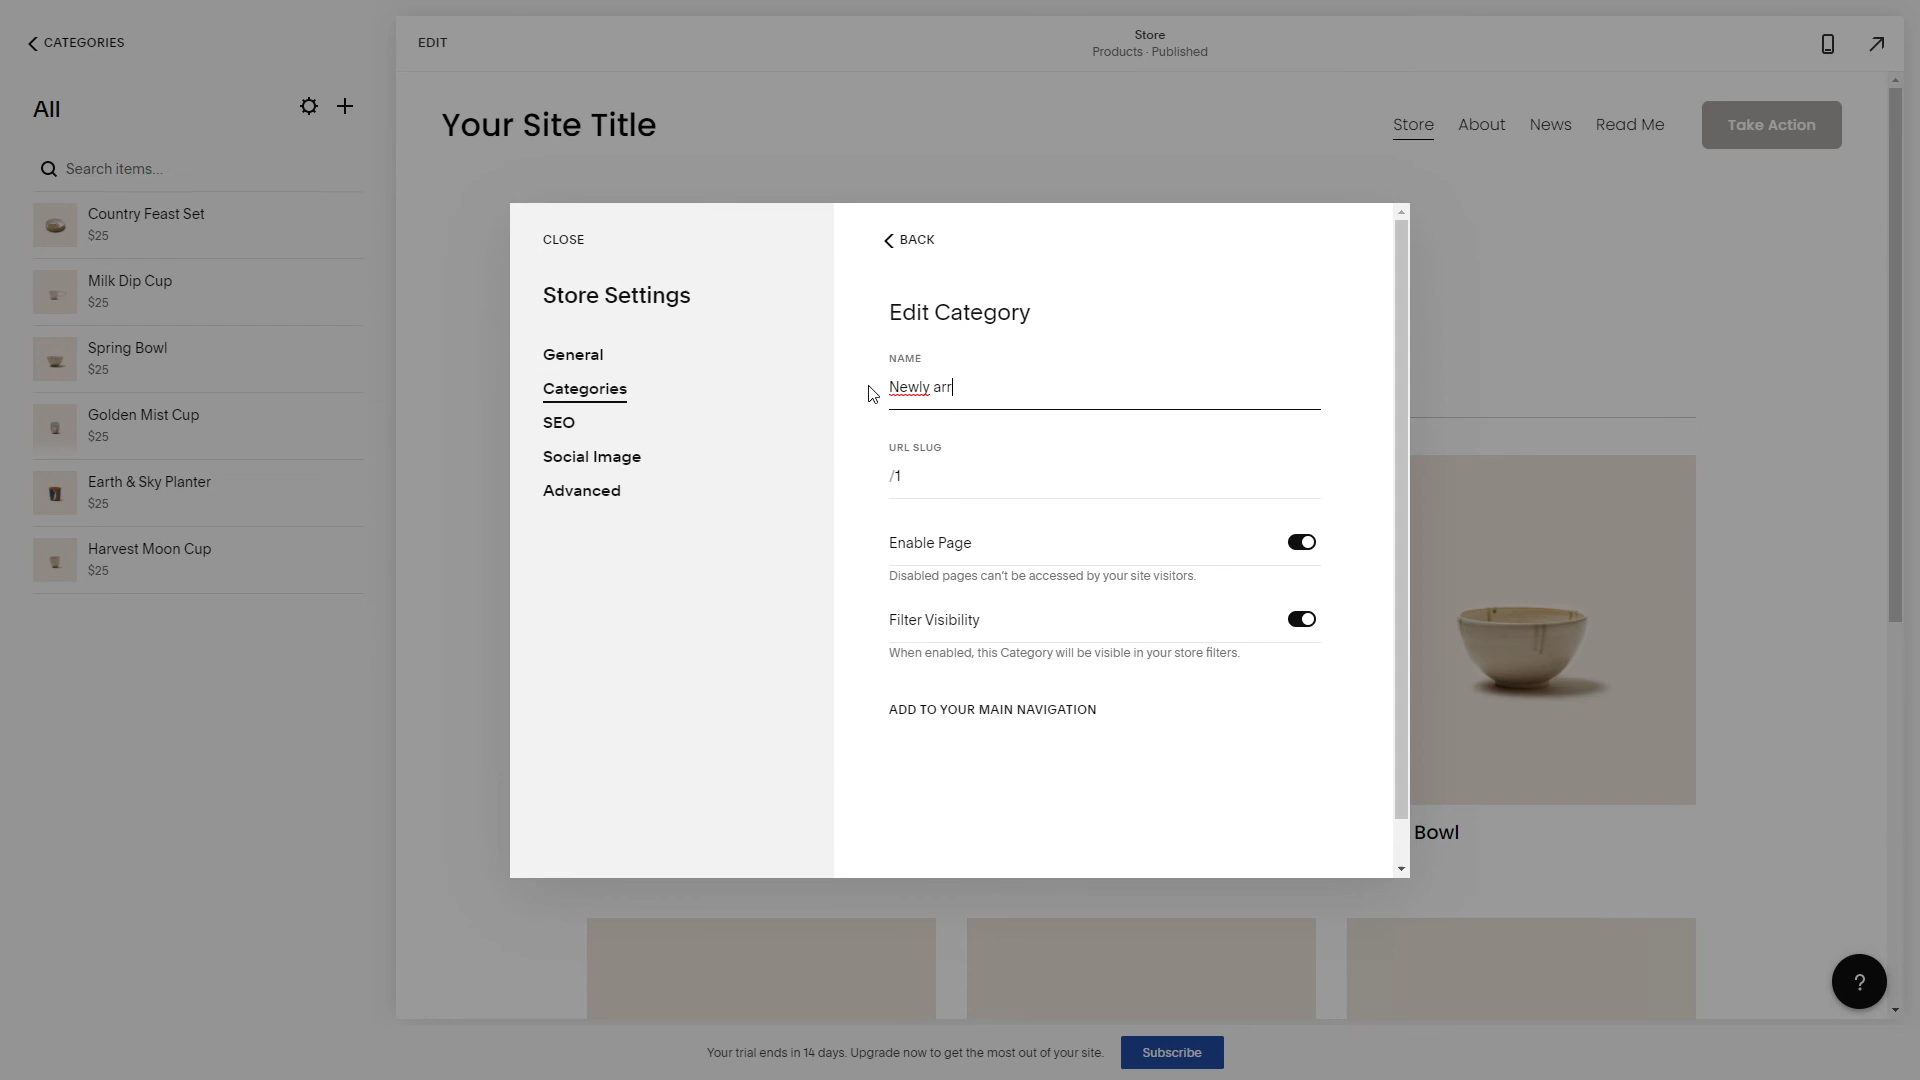 CATEGORIES
All
Search items...
Country Feast Set
$25
Milk Dip Cup
$25
Spring Bowl
$25
Golden Mist Cup
$25
Earth & Sky Planter
$25
Harvest Moon Cup
$25
EDIT
Store
Products · Published
Your Site Title
Store About News Read Me Take Action
CLOSE
Store Settings
General
Categories
SEO
Social Image
Advanced
BACK
Edit Category
NAME
Newly arr
URL SLUG
/1
Enable Page
Disabled pages can't be accessed by your site visitors.
Filter Visibility
When enabled, this Category will be visible in your store filters.
ADD TO YOUR MAIN NAVIGATION
Bowl
?
Your trial ends in 14 days. Upgrade now to get the most out of your site. Subscribe